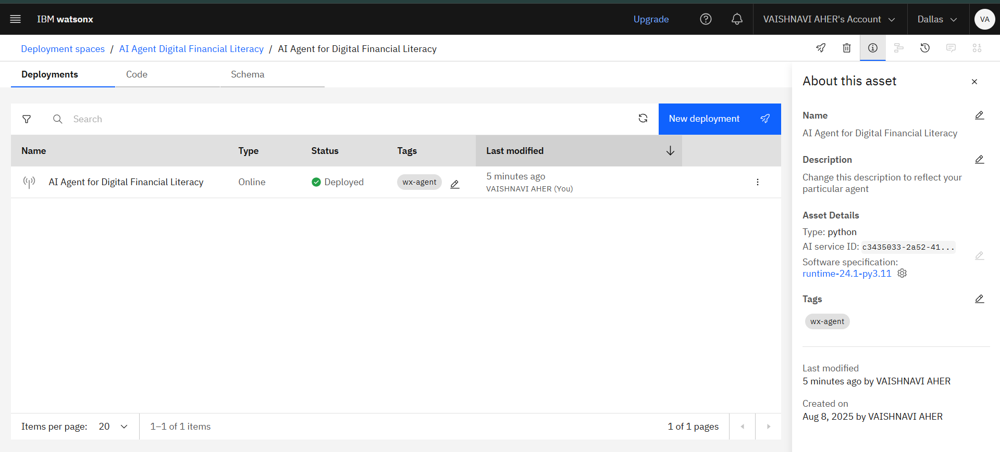 IBM watsonx
Upgrade
VAISHNAVI AHER's Account
Dallas
VA
Deployment spaces / AI Agent Digital Financial Literacy / AI Agent for Digital Financial Literacy
Deployments
Code
Schema
Search
New deployment
Name
Type
Status
Tags
Last modified
AI Agent for Digital Financial Literacy
Online
Deployed
wx-agent
5 minutes ago
VAISHNAVI AHER (You)
Items per page: 20
1–1 of 1 items
1 of 1 pages
About this asset
Name
AI Agent for Digital Financial Literacy
Description
Change this description to reflect your
particular agent
Asset Details
Type: python
AI service ID: c3435033-2a52-41...
Software specification:
runtime-24.1-py3.11
Tags
wx-agent
Last modified
5 minutes ago by VAISHNAVI AHER
Created on
Aug 8, 2025 by VAISHNAVI AHER